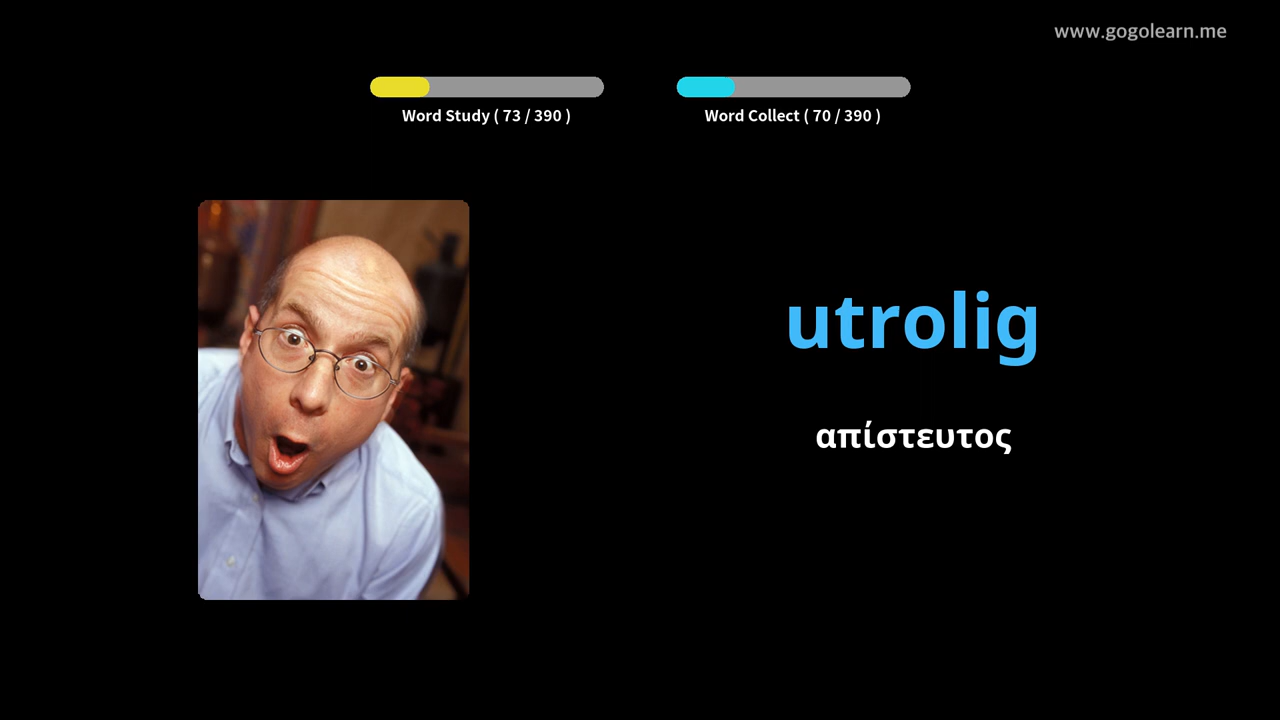 www.gogolearn.me
Word Study ( 73 / 390 )
Word Collect ( 70 / 390 )
utrolig
απίστευτος